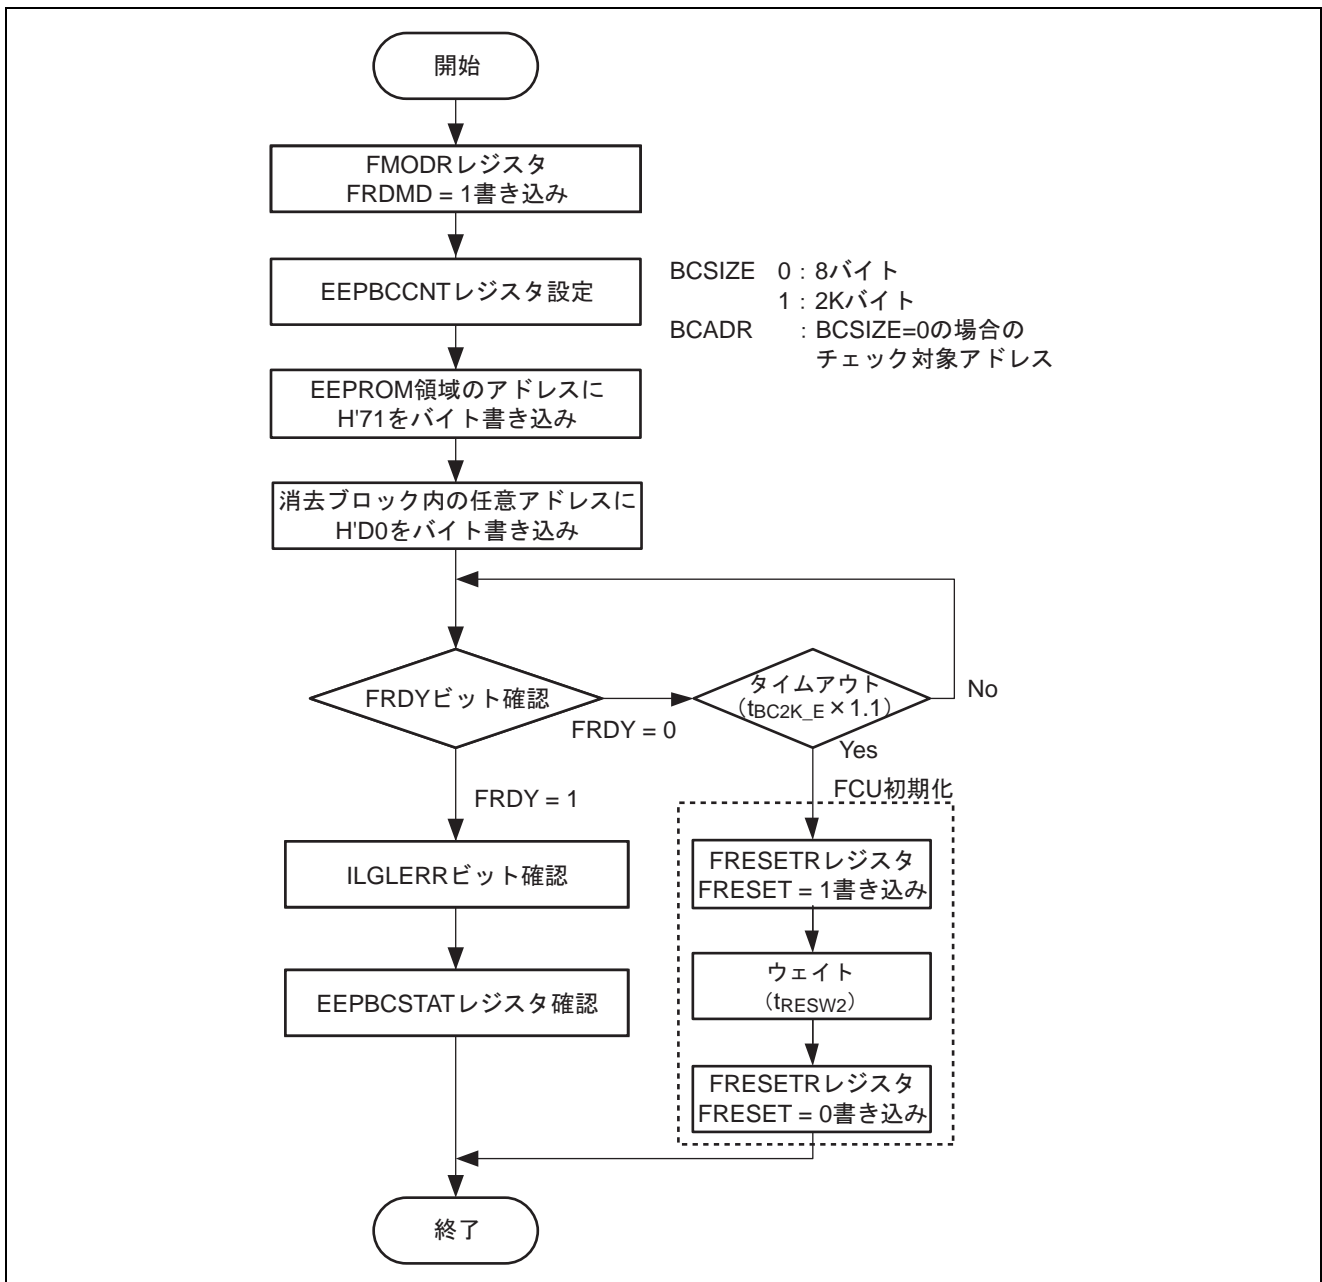 開始
FMODRレジスタ
FRDMD = 1書き込み
EEPBCCNTレジスタ設定
BCSIZE 0 : 8バイト
1 : 2Kバイト
BCADR : BCSIZE=0の場合の
チェック対象アドレス
EEPROM領域のアドレスに
H'71をバイト書き込み
消去ブロック内の任意アドレスに
H'D0をバイト書き込み
FRDYビット確認
FRDY = 0
タイムアウト
（tBC2K_E×1.1）
No
Yes
FRDY = 1
FCU初期化
ILGLERRビット確認
EEPBCSTATレジスタ確認
FRESETRレジスタ
FRESET = 1書き込み
ウェイト
（tRESW2）
FRESETRレジスタ
FRESET = 0書き込み
終了